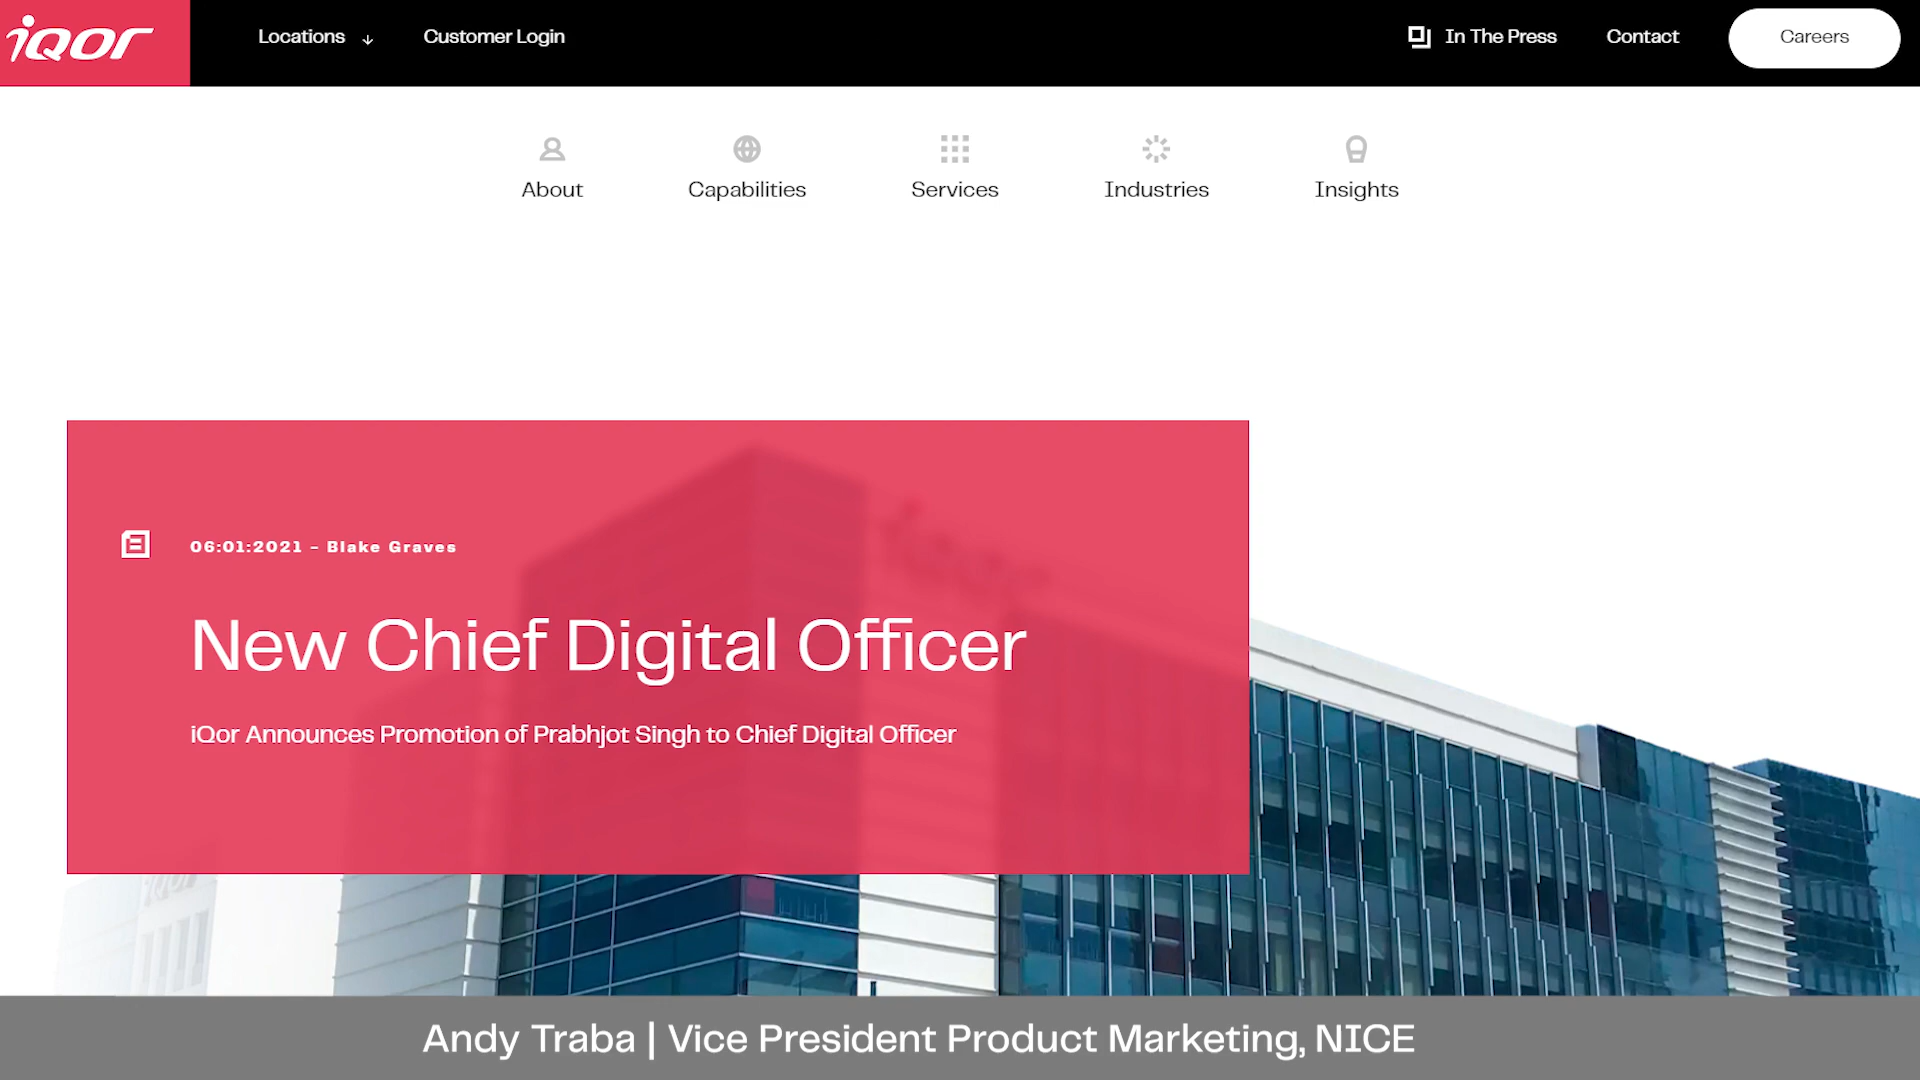 iQor
Locations
Customer Login
In The Press
Contact
Careers
About
Capabilities
Services
Industries
Insights
06:01:2021 - Blake Graves
New Chief Digital Officer
iQor Announces Promotion of Prabhjot Singh to Chief Digital Officer
iQor
iQor
Andy Traba | Vice President Product Marketing, NICE